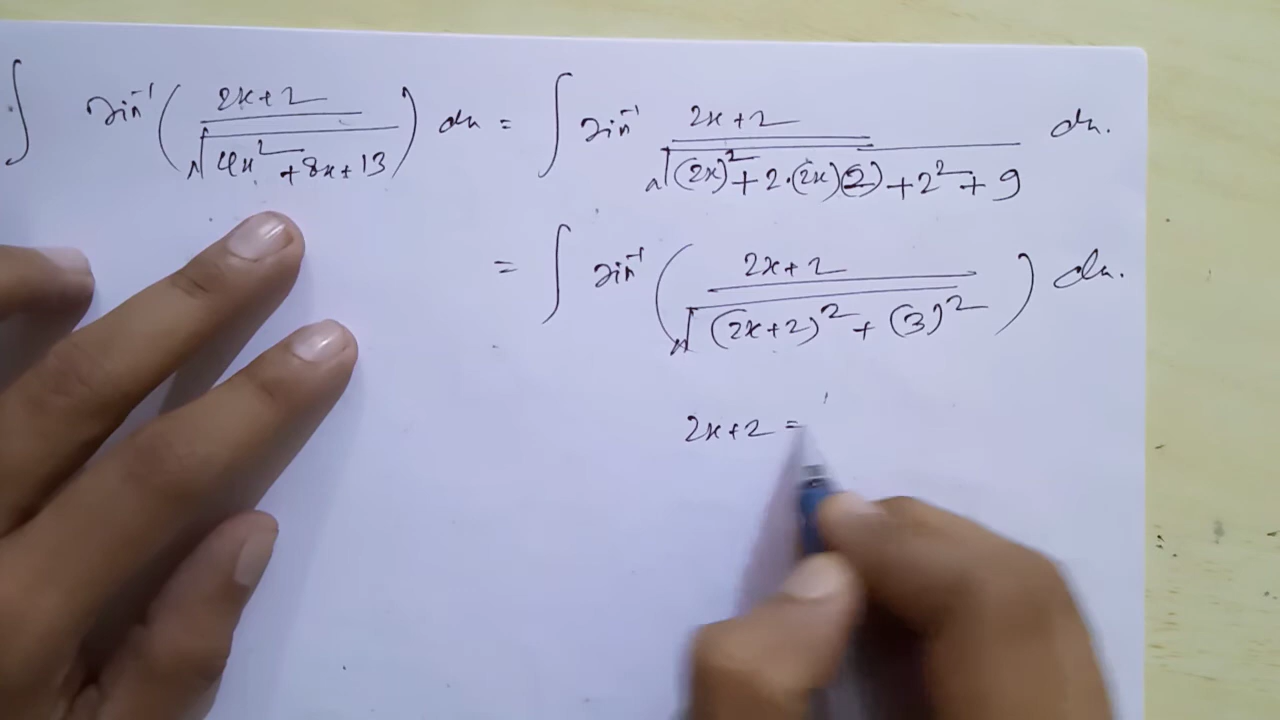 ∫ sin⁻¹ ( 2x+2 / √(4x² + 8x + 13) ) dx = ∫ sin⁻¹ 2x+2 / √((2x)² + 2·(2x)(2) + 2² + 9) dx.
= ∫ sin⁻¹ ( 2x+2 / √((2x+2)² + (3)²) ) dx.
2x+2 =